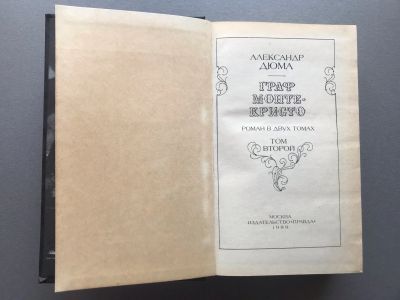 АЛЕКСАНДР
ДЮМА
ГРАФ
МОНТЕ-
КРИСТО
РОМАН В ДВУХ ТОМАХ
ТОМ
ВТОРОЙ
МОСКВА
ИЗДАТЕЛЬСТВО «ПРАВДА»